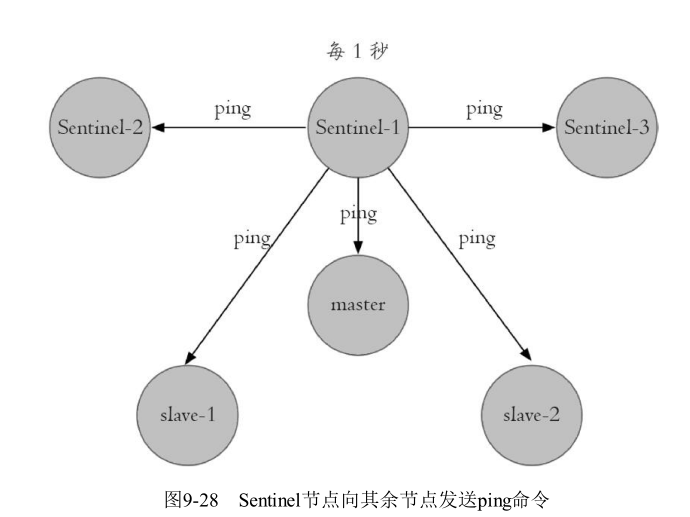 每 1 秒
ping
ping
Sentinel-2
Sentinel-1
Sentinel-3
ping
ping
ping
master
slave-1
slave-2
图9-28 Sentinel节点向其余节点发送ping命令